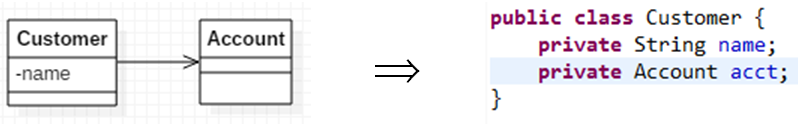 Customer
-name
Account
⇒
public class Customer {
    private String name;
    private Account acct;
}